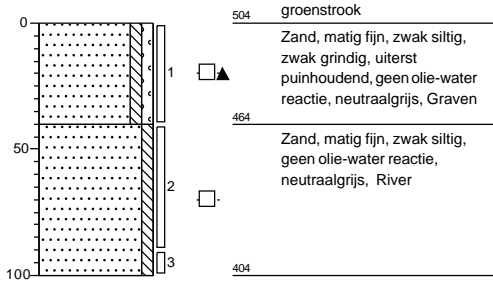 0
504
groenstrook
Zand, matig fijn, zwak siltig,
zwak grindig, uiterst
puinhoudend, geen olie-water
reactie, neutraalgrijs, Graven
1
464
Zand, matig fijn, zwak siltig,
geen olie-water reactie,
neutraalgrijs, River
50
2
3
100
404